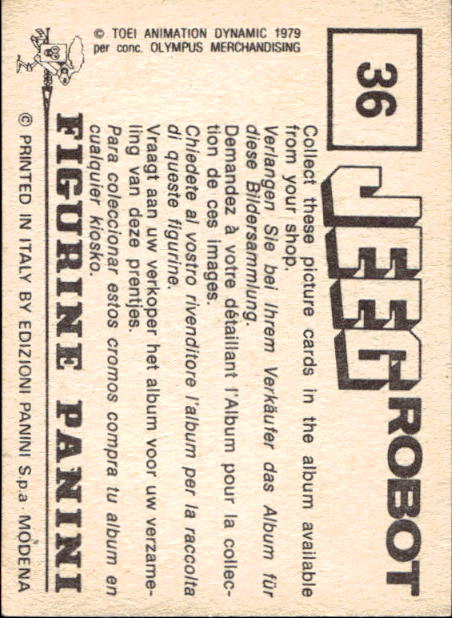 © TOEI ANIMATION DYNAMIC 1979
per conc. OLYMPUS MERCHANDISING
36
JEEG ROBOT
Collect these picture cards in the album available
from your shop.
Verlangen Sie bei Ihrem Verkäufer das Album für
diese Bildersammlung.
Demandez à votre détaillant l'Album pour la collec-
tion de ces images.
Chiedete al vostro rivenditore l'album per la raccolta
di queste figurine.
Vraagt aan uw verkoper het album voor uw verzame-
ling van deze prentjes.
Para coleccionar estos cromos compra tu album en
cualquier kiosko.
FIGURINE PANINI
© PRINTED IN ITALY BY EDIZIONI PANINI S.p.a - MODENA